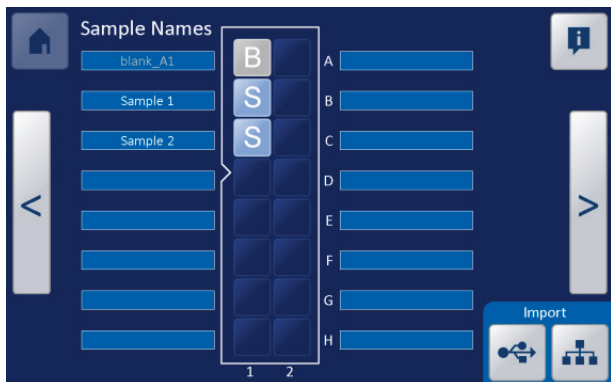 Sample Names
blank_A1 B A
Sample 1 S B
Sample 2 S C
D
< E >
F
G
Import
H
1 2